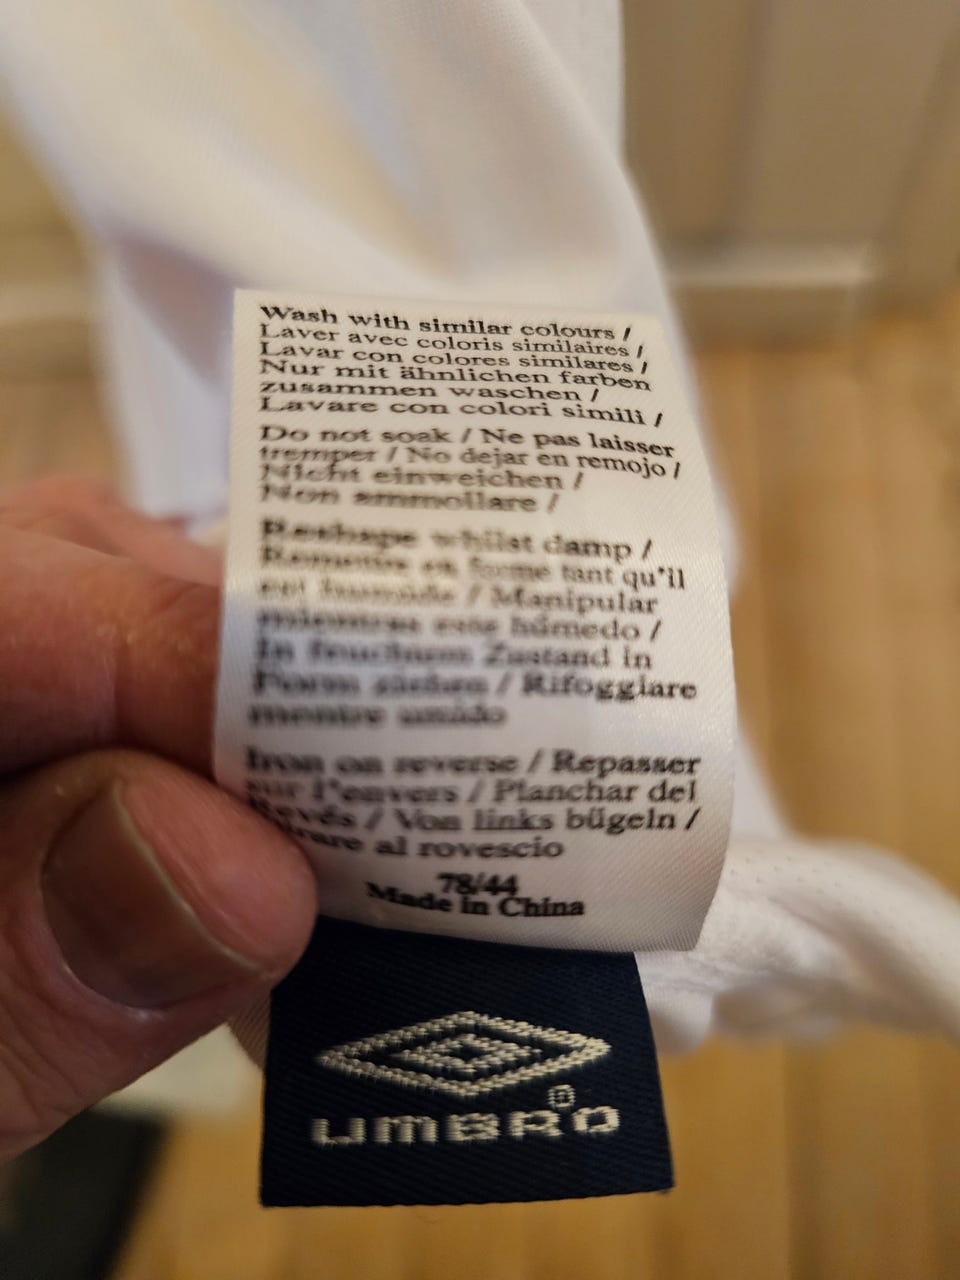 Wash with similar colours /
Laver avec coloris similaires /
Lavar con colores similares /
Nur mit ähnlichen farben
zusammen waschen /
Lavare con colori simili /
Do not soak / Ne pas laisser
tremper / No dejar en remojo /
Nicht einweichen /
Non ammollare /
Reshape whilst damp /
Remettre en forme tant qu'il
est humide / Manipular
mientras este húmedo /
In feuchtem Zustand in
Form ziehen / Rifoggiare
mentre umido
Iron on reverse / Repasser
sur l'envers / Planchar del
Revés / Von links bügeln /
al rovescio
78/44
Made in China
UMBRO